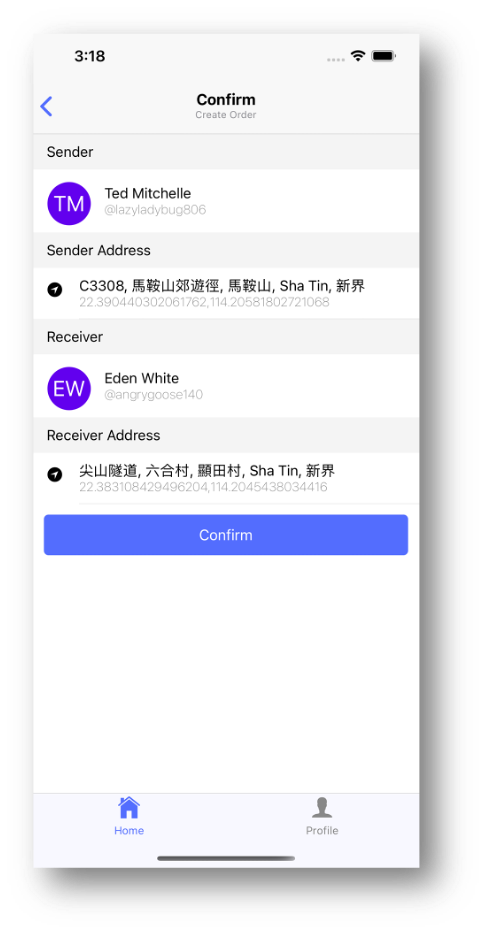 3:18
Confirm
Create Order
Sender
TM
Ted Mitchelle
@lazyladybug806
Sender Address
C3308, 馬鞍山郊遊徑, 馬鞍山, Sha Tin, 新界
22.390440302061762,114.20581802721068
Receiver
EW
Eden White
@angrygoose140
Receiver Address
尖山隧道, 六合村, 顯田村, Sha Tin, 新界
22.383108429496204,114.2045438034416
Confirm
Home
Profile